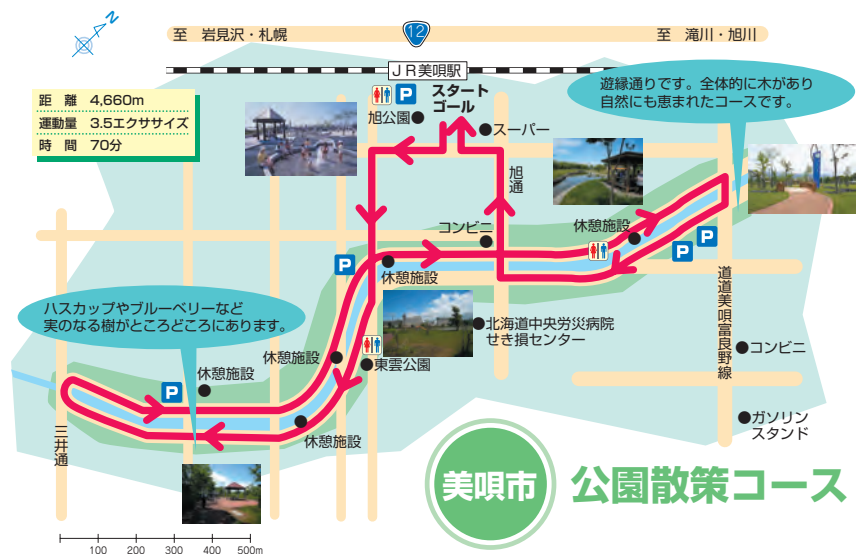 N
至 岩見沢・札幌
12
至 滝川・旭川
JR美唄駅
距離 4,660m
運動量 3.5エクササイズ
時間 70分
P
スタート
ゴール
旭公園
スーパー
遊縁通りです。全体的に木があり
自然にも恵まれたコースです。
旭通
コンビニ
休憩施設
P
P
P
休憩施設
道道美唄富良野線
ハスカップやブルーベリーなど
実のなる樹がところどころにあります。
北海道中央労災病院
せき損センター
コンビニ
休憩施設
東雲公園
休憩施設
P
休憩施設
三井通
ガソリン
スタンド
美唄市
公園散策コース
100 200 300 400 500m